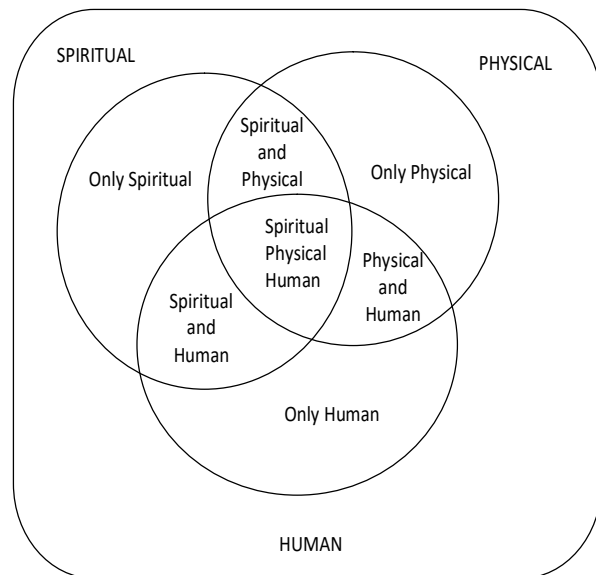 SPIRITUAL
PHYSICAL
Spiritual
and
Physical
Only Spiritual
Only Physical
Spiritual
Physical
Human
Physical
and
Human
Spiritual
and
Human
Only Human
HUMAN